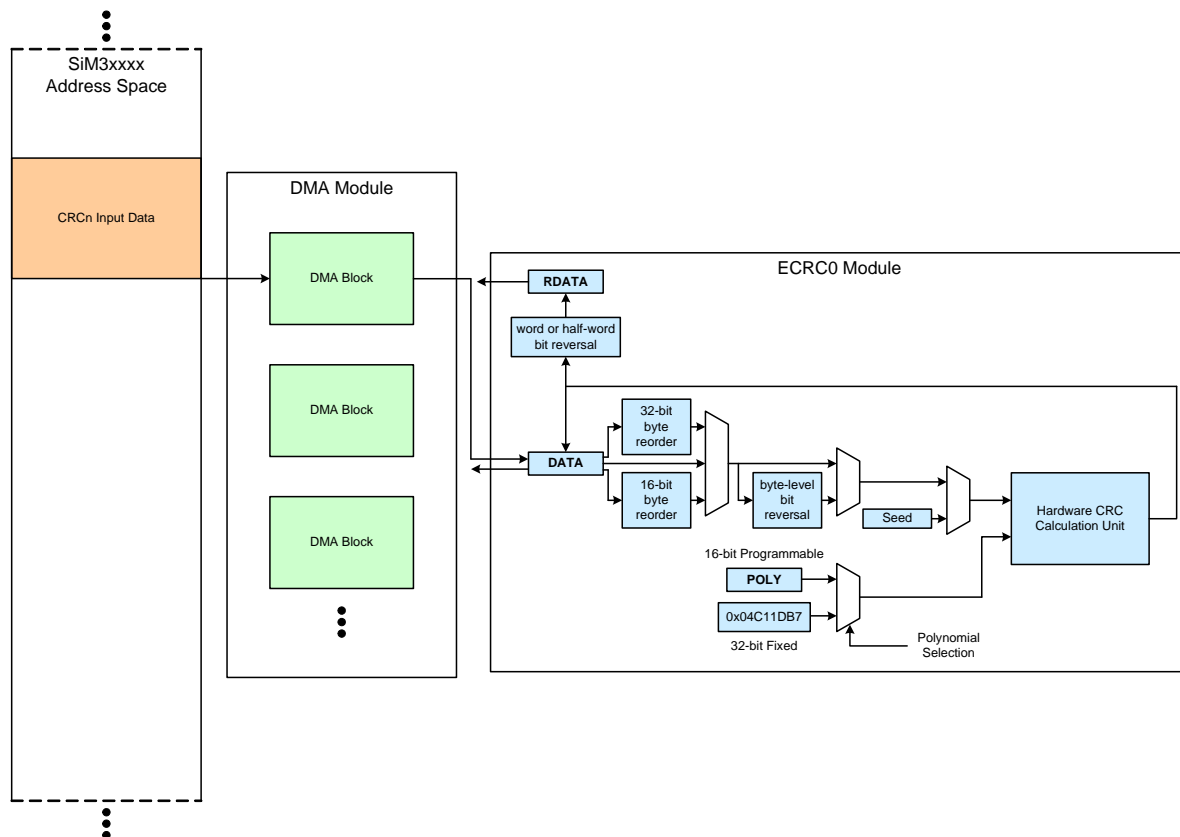 SiM3xxxx
Address Space
CRCn Input Data
DMA Module
DMA Block
DMA Block
DMA Block
ECRC0 Module
RDATA
word or half-word
bit reversal
DATA
32-bit
byte
reorder
16-bit
byte
reorder
byte-level
bit
reversal
Seed
Hardware CRC
Calculation Unit
16-bit Programmable
POLY
0x04C11DB7
32-bit Fixed
Polynomial
Selection